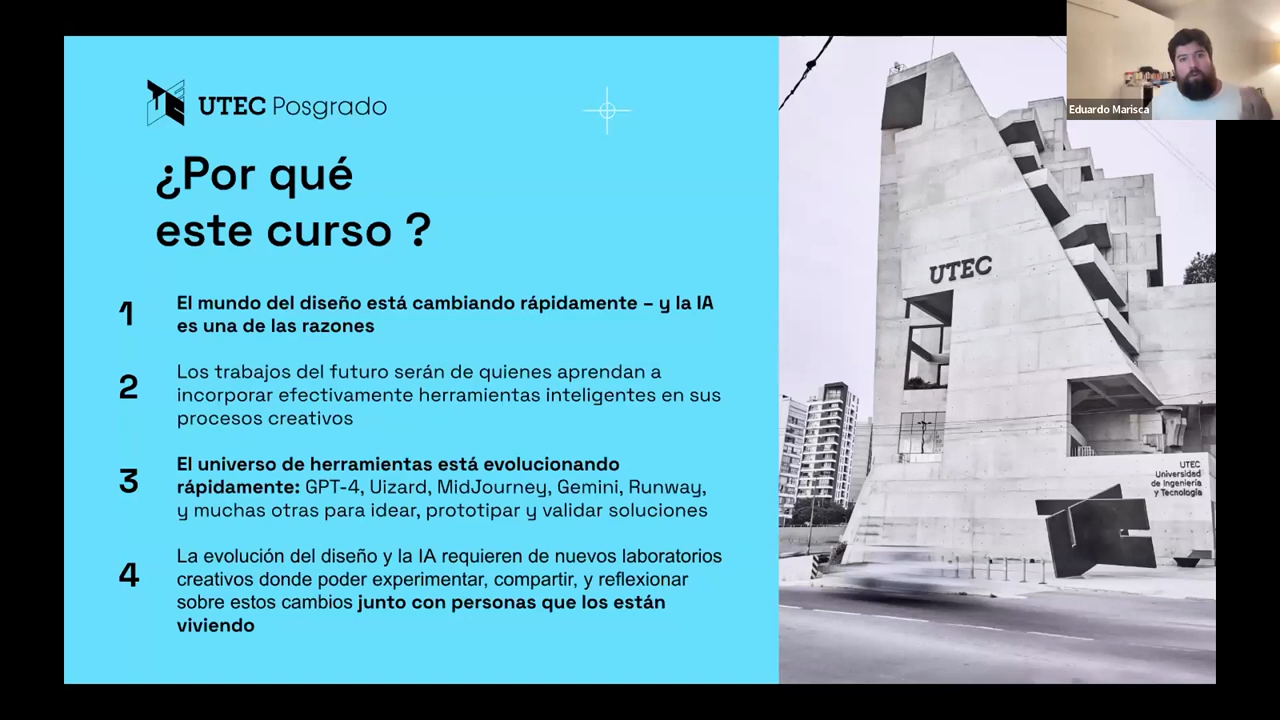 UTEC Posgrado
¿Por qué
este curso ?
1
El mundo del diseño está cambiando rápidamente – y la IA
es una de las razones
2
Los trabajos del futuro serán de quienes aprendan a
incorporar efectivamente herramientas inteligentes en sus
procesos creativos
3
El universo de herramientas está evolucionando
rápidamente: GPT-4, Uizard, MidJourney, Gemini, Runway,
y muchas otras para idear, prototipar y validar soluciones
4
La evolución del diseño y la IA requieren de nuevos laboratorios
creativos donde poder experimentar, compartir, y reflexionar
sobre estos cambios junto con personas que los están
viviendo
UTEC
UTEC
Universidad
de Ingeniería
y Tecnología
Eduardo Marisca